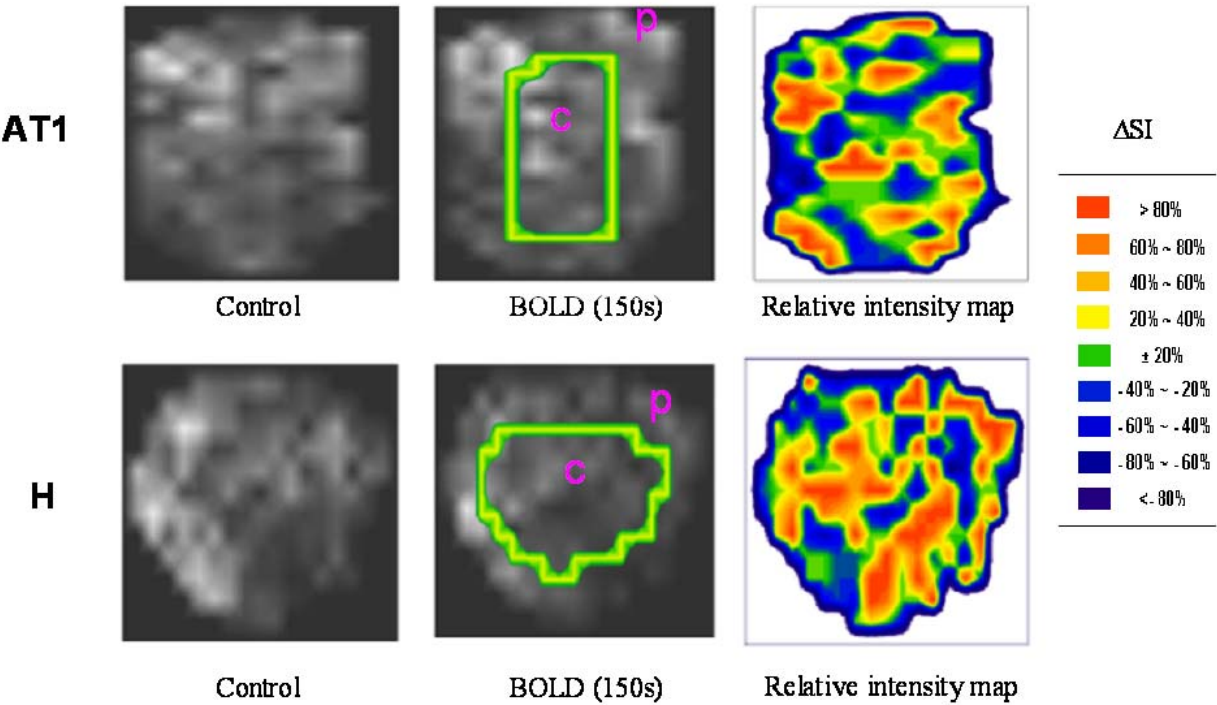 AT1
p
c
Control
BOLD (150s)
Relative intensity map
H
p
c
Control
BOLD (150s)
Relative intensity map
ΔSI
> 80%
60% ~ 80%
40% ~ 60%
20% ~ 40%
± 20%
-40% ~ -20%
-60% ~ -40%
-80% ~ -60%
<- 80%